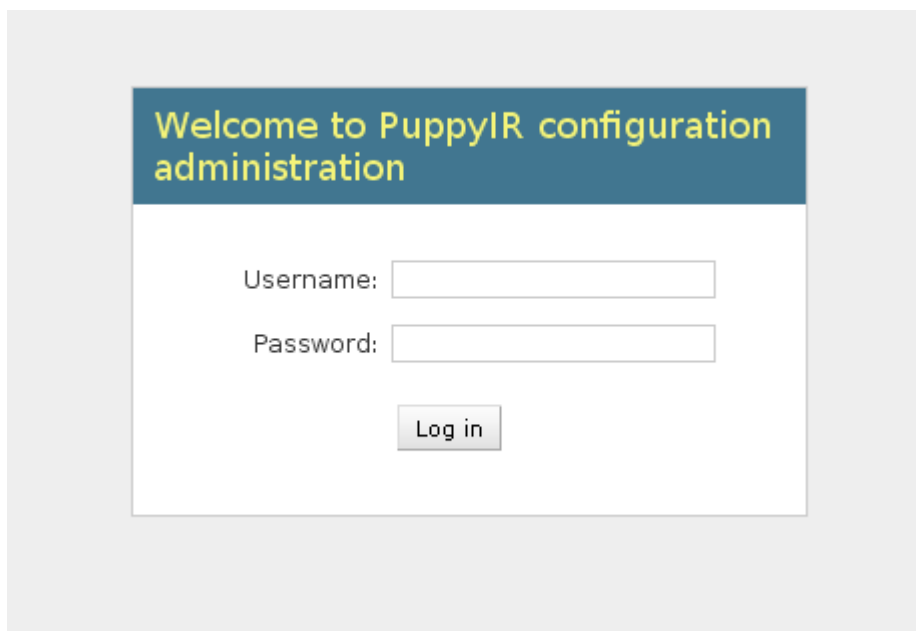 Welcome to PuppyIR configuration
administration
Username:
Password:
Log in